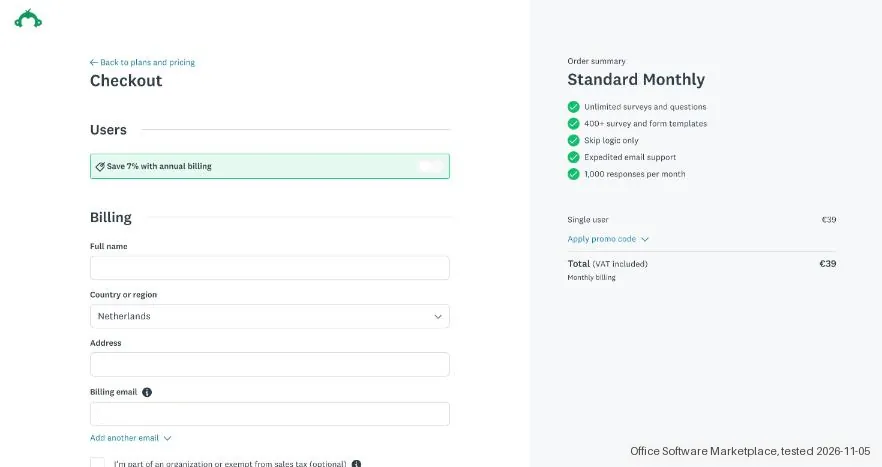 Back to plans and pricing
Checkout
Users
Save 7% with annual billing
Billing
Full name
Country or region
Netherlands
Address
Billing email
Add another email
I'm part of an organization or exempt from sales tax (optional)
Order summary
Standard Monthly
Unlimited surveys and questions
400+ survey and form templates
Skip logic only
Expedited email support
1,000 responses per month
Single user €39
Apply promo code
Total (VAT included) €39
Monthly billing
Office Software Marketplace, tested 2026-11-05